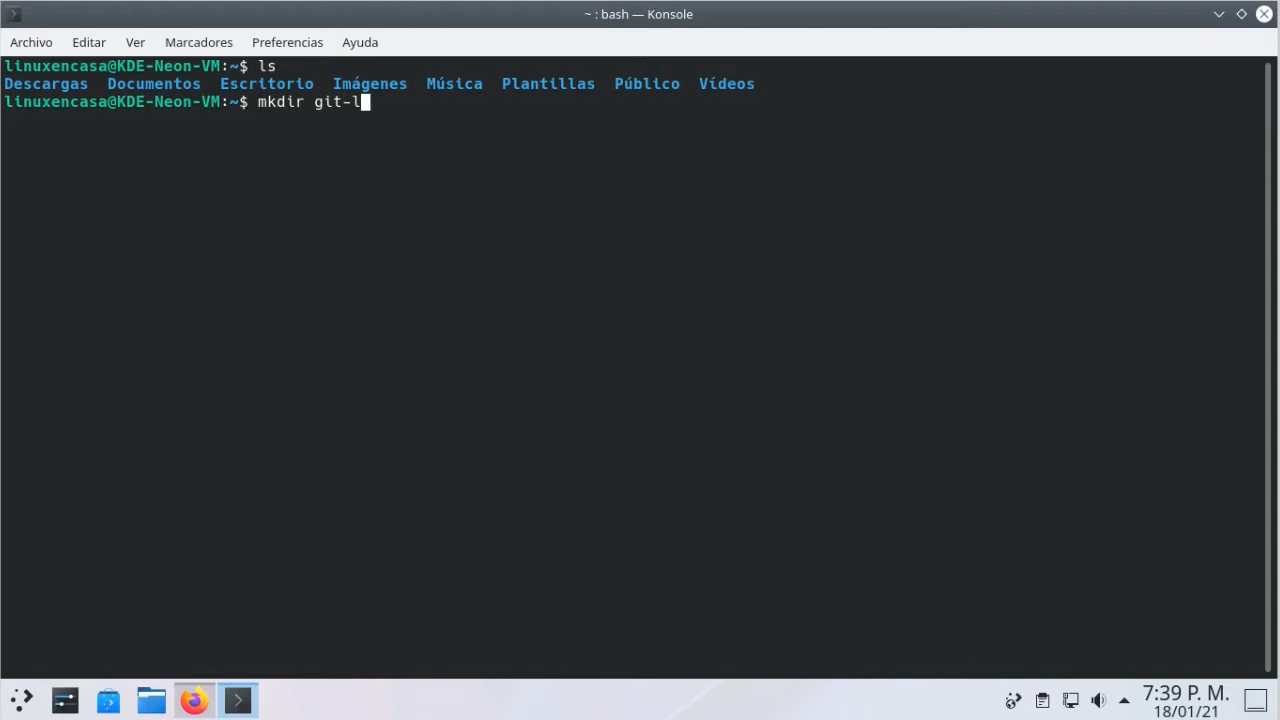 ~ : bash — Konsole
Archivo Editar Ver Marcadores Preferencias Ayuda
linuxencasa@KDE-Neon-VM:~$ ls
Descargas Documentos Escritorio Imágenes Música Plantillas Público Vídeos
linuxencasa@KDE-Neon-VM:~$ mkdir git-l
7:39 P. M.
18/01/21